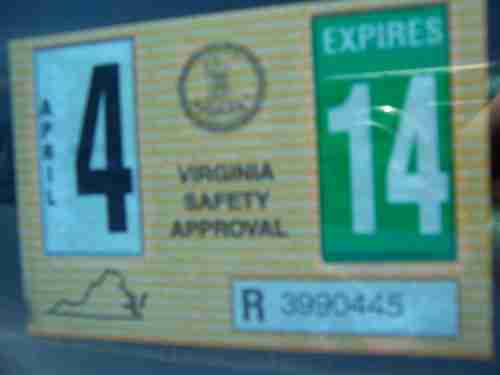 APRIL
4
VIRGINIA
SAFETY
APPROVAL
EXPIRES
14
R 3990445